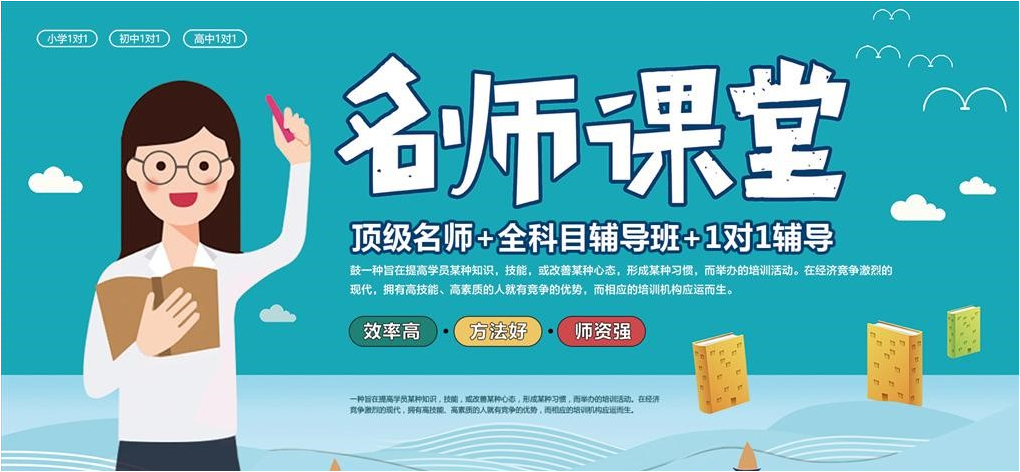 小学1对1 初中1对1 高中1对1
名师课堂
顶级名师+全科目辅导班+1对1辅导
鼓一种旨在提高学员某种知识，技能，或改善某种心态，形成某种习惯，而举办的培训活动。在经济竞争激烈的
现代，拥有高技能、高素质的人就有竞争的优势，而相应的培训机构应运而生。
效率高·方法好·师资强
一种旨在提高学员某种知识，技能，或改善某种心态，形成某种习惯，而举办的培训活动。在经济
竞争激烈的现代，拥有高技能、高素质的人就有竞争的优势，而相应的培训机构应运而生。